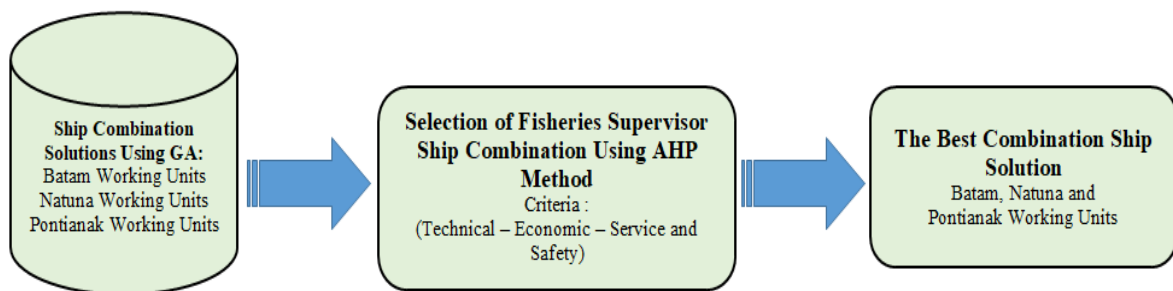 Ship Combination
Solutions Using GA:
Batam Working Units
Natuna Working Units
Pontianak Working Units
Selection of Fisheries Supervisor
Ship Combination Using AHP
Method
Criteria :
(Technical – Economic – Service and
Safety)
The Best Combination Ship
Solution
Batam, Natuna and
Pontianak Working Units